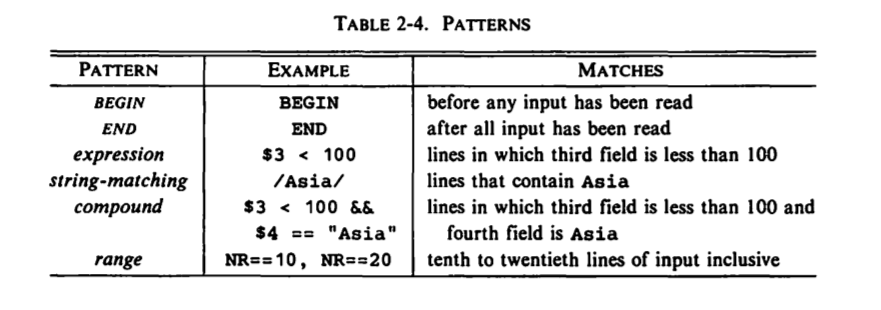 TABLE 2-4. PATTERNS
PATTERN EXAMPLE MATCHES
BEGIN BEGIN before any input has been read
END END after all input has been read
expression $3 < 100 lines in which third field is less than 100
string-matching /Asia/ lines that contain Asia
compound $3 < 100 && lines in which third field is less than 100 and
$4 == "Asia" fourth field is Asia
range NR==10, NR==20 tenth to twentieth lines of input inclusive